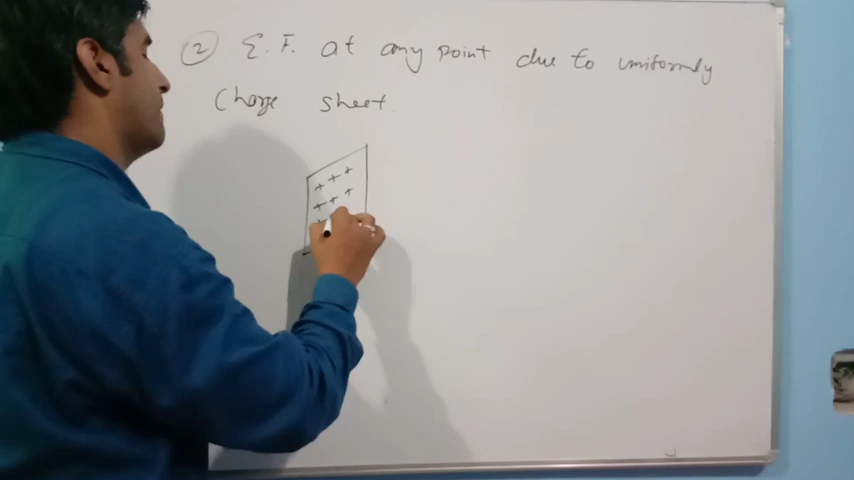 ② E. F. at any point due to uniformly
Charge sheet.
+ + +
+ + +